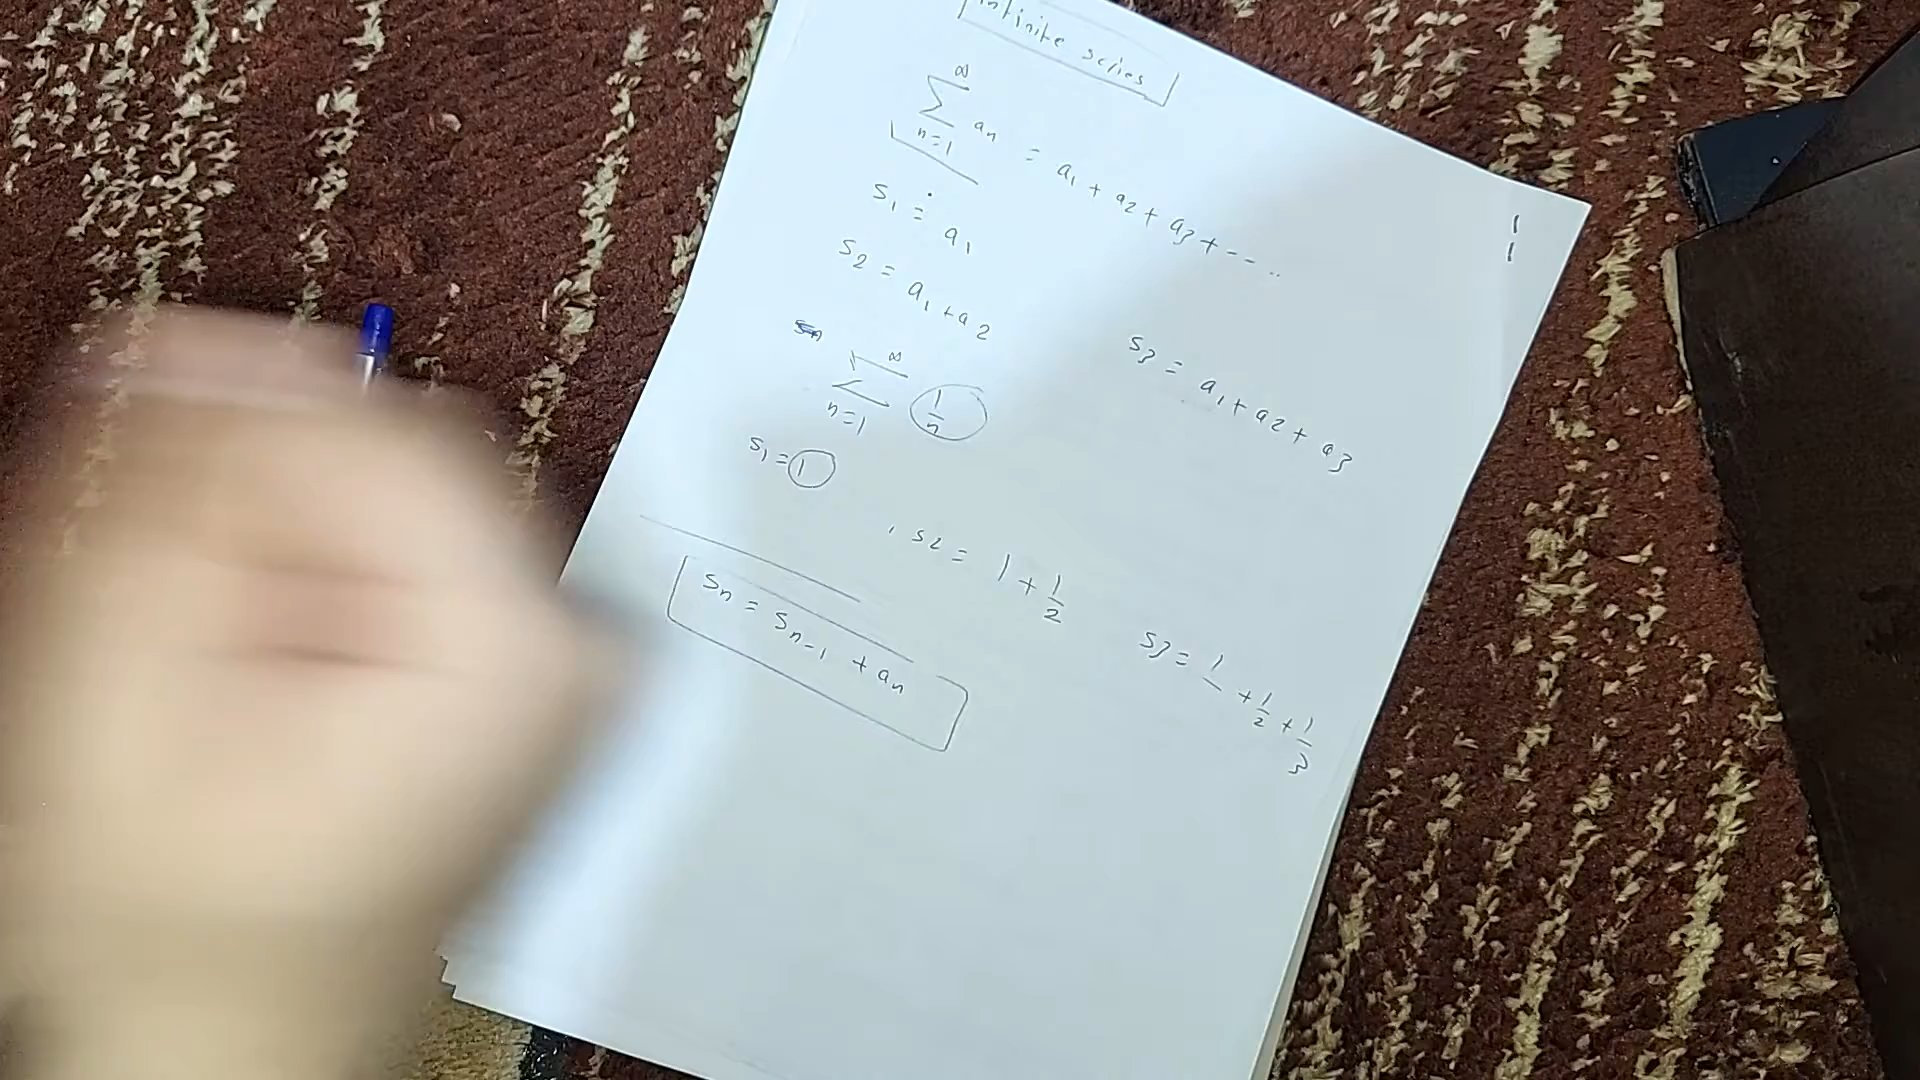 infinite series
∞
∑ aₙ = a₁ + a₂ + a₃ + -- ..
n=1
s₁ = a₁
s₂ = a₁ + a₂
s₃ = a₁ + a₂ + a₃
∞
∑ 1/n
n=1
s₁ = 1
, s₂ = 1 + 1/2
s₃ = 1 + 1/2 + 1/3
sₙ = sₙ₋₁ + aₙ